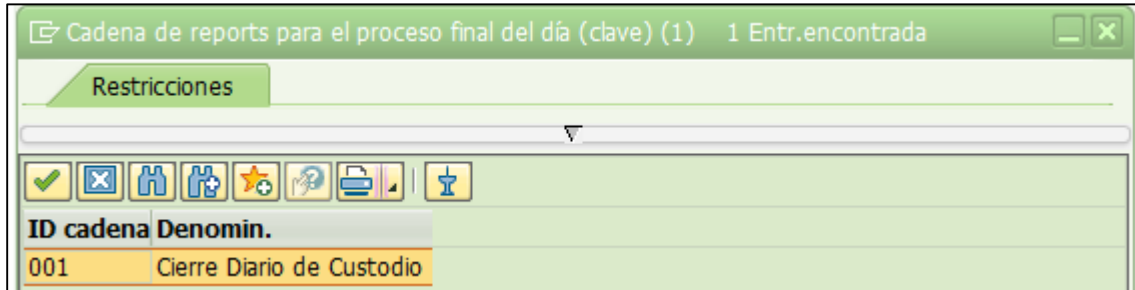 Cadena de reports para el proceso final del día (clave) (1) 1 Entr.encontrada
Restricciones
ID cadena Denomin.
001 Cierre Diario de Custodio